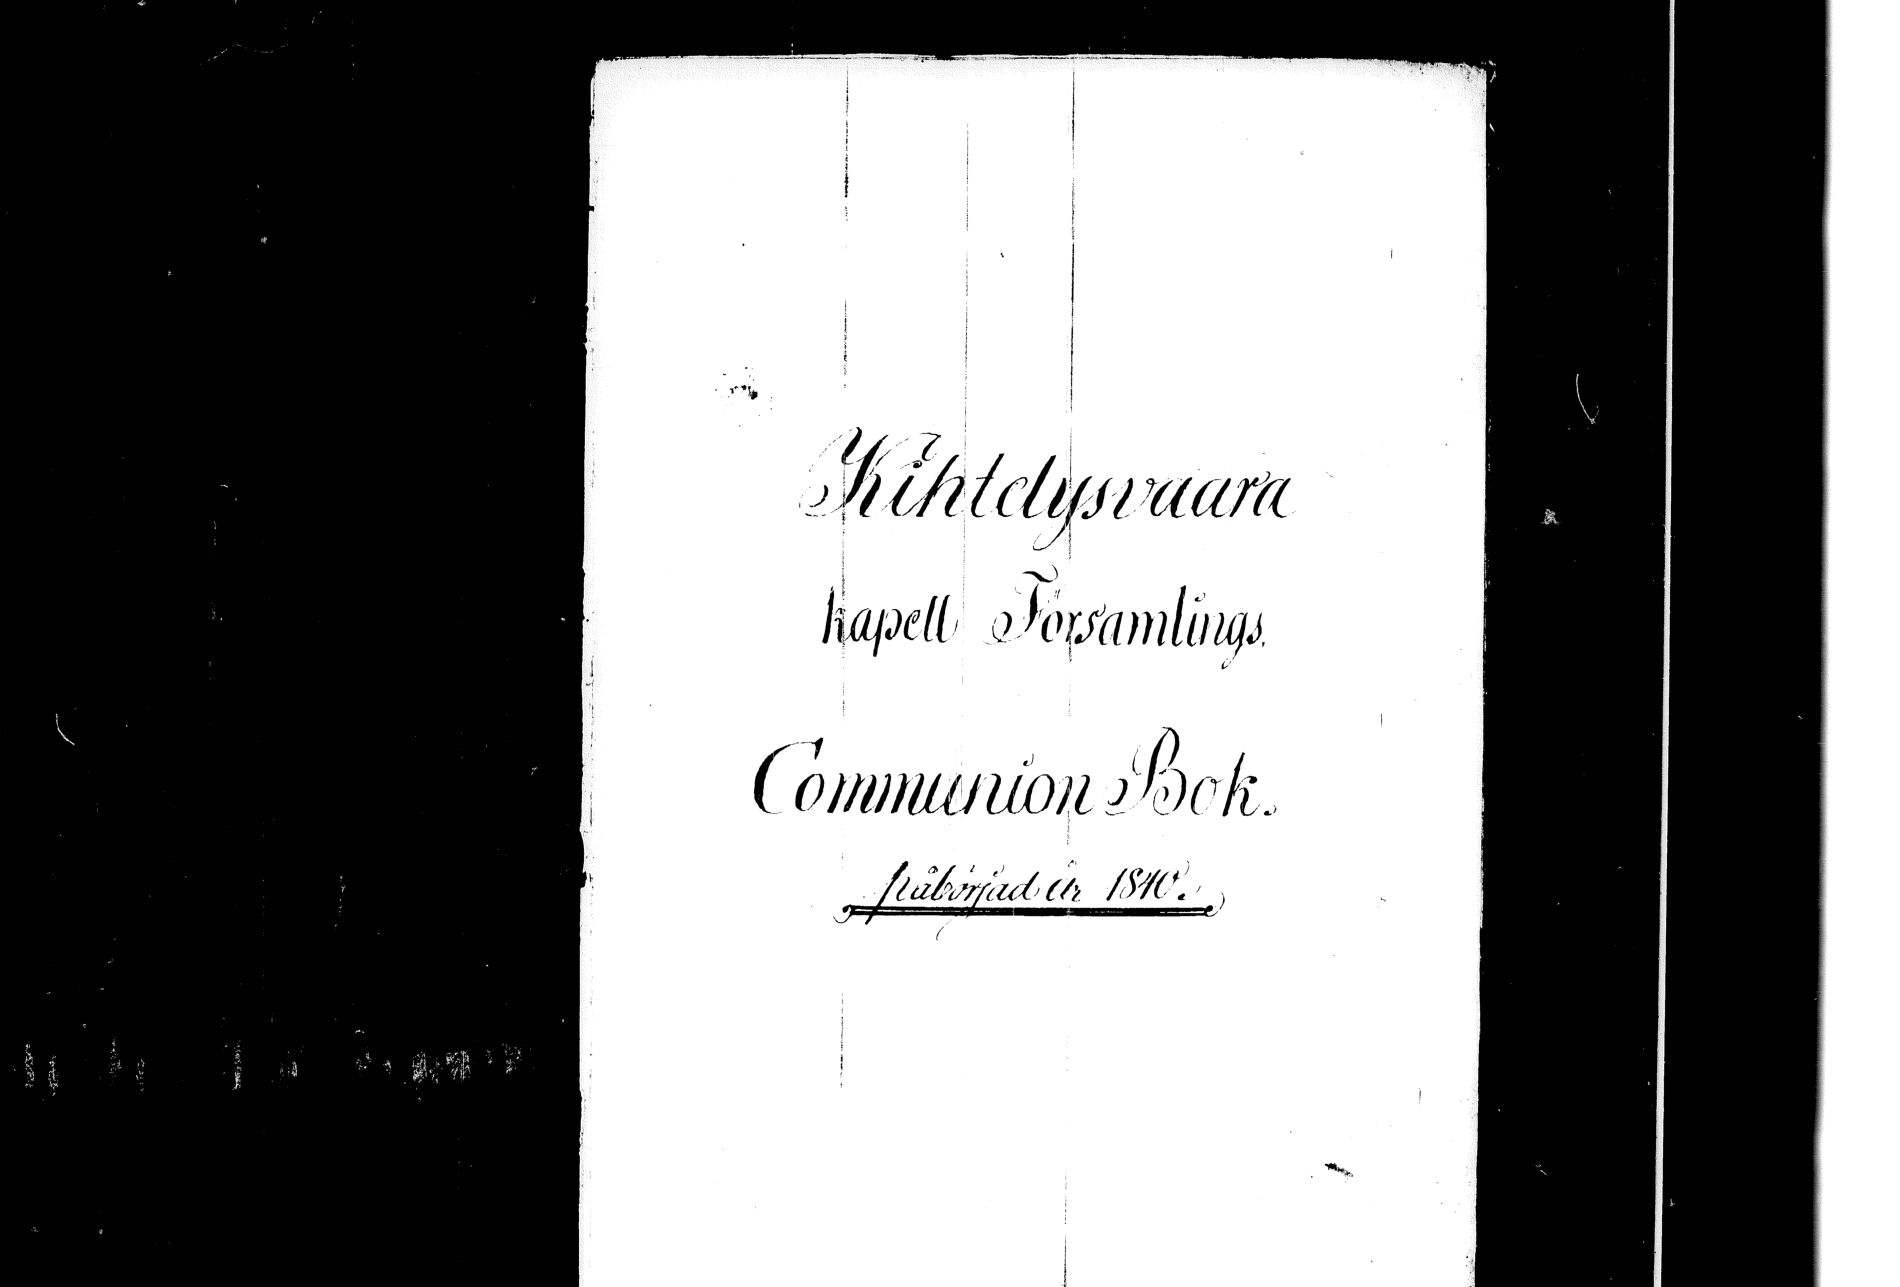 Kihtelysvaara
kapell Församlings.
Communion Bok.
påbörjad år 1840.